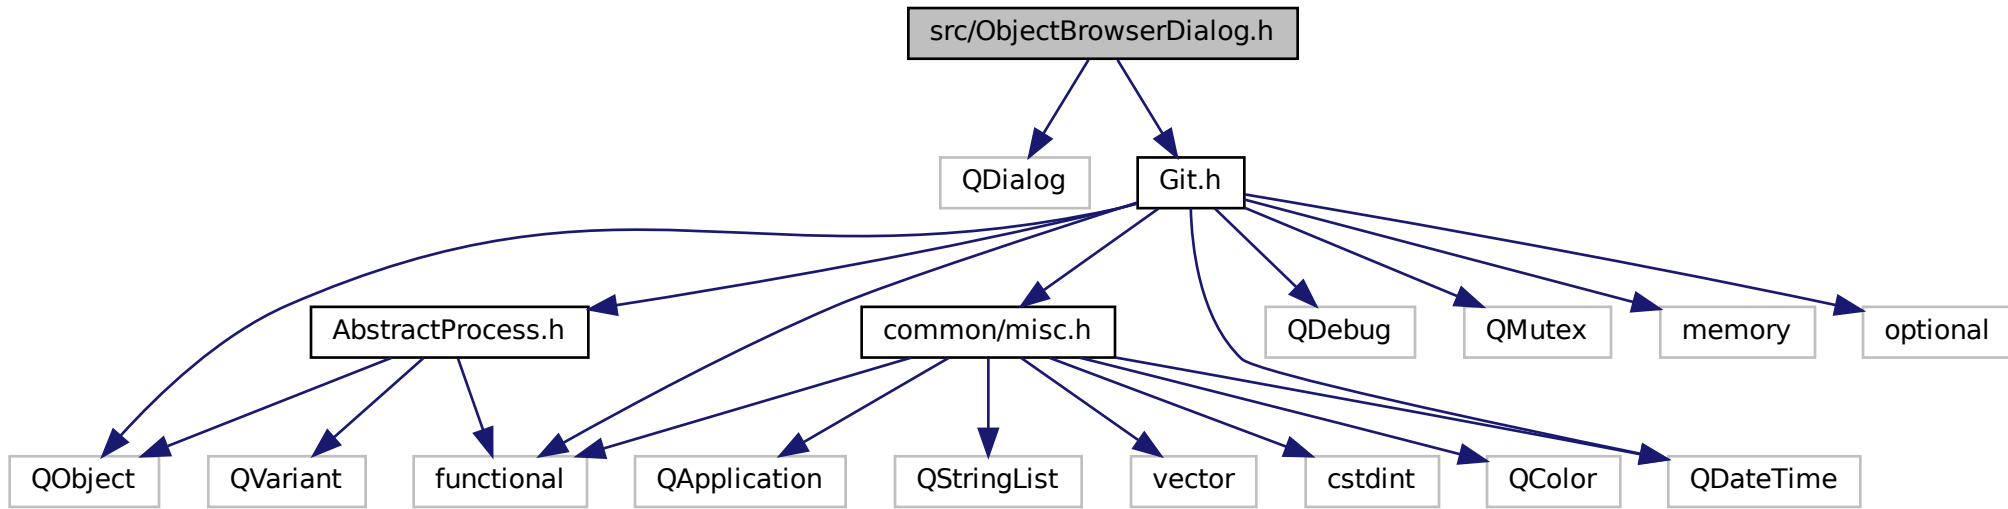 src/ObjectBrowserDialog.h
QDialog
Git.h
AbstractProcess.h
common/misc.h
QDebug
QMutex
memory
optional
QObject
QVariant
functional
QApplication
QStringList
vector
cstdint
QColor
QDateTime